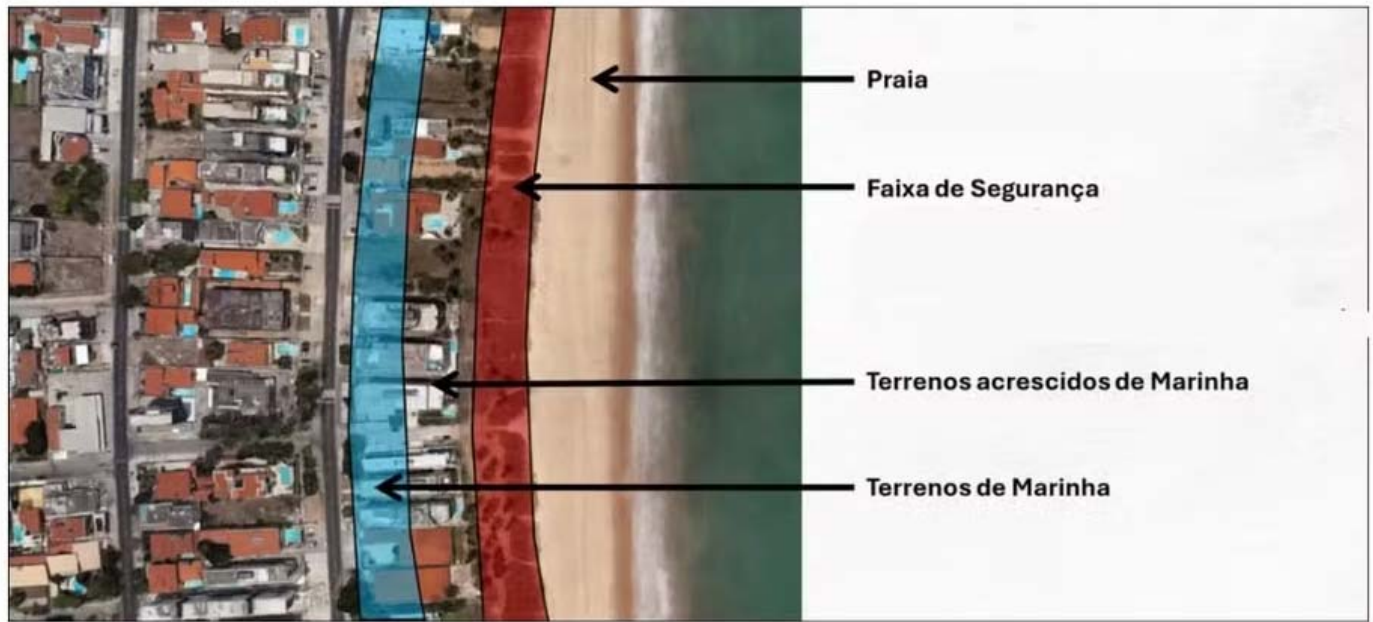 Praia
Faixa de Segurança
Terrenos acrescidos de Marinha
Terrenos de Marinha